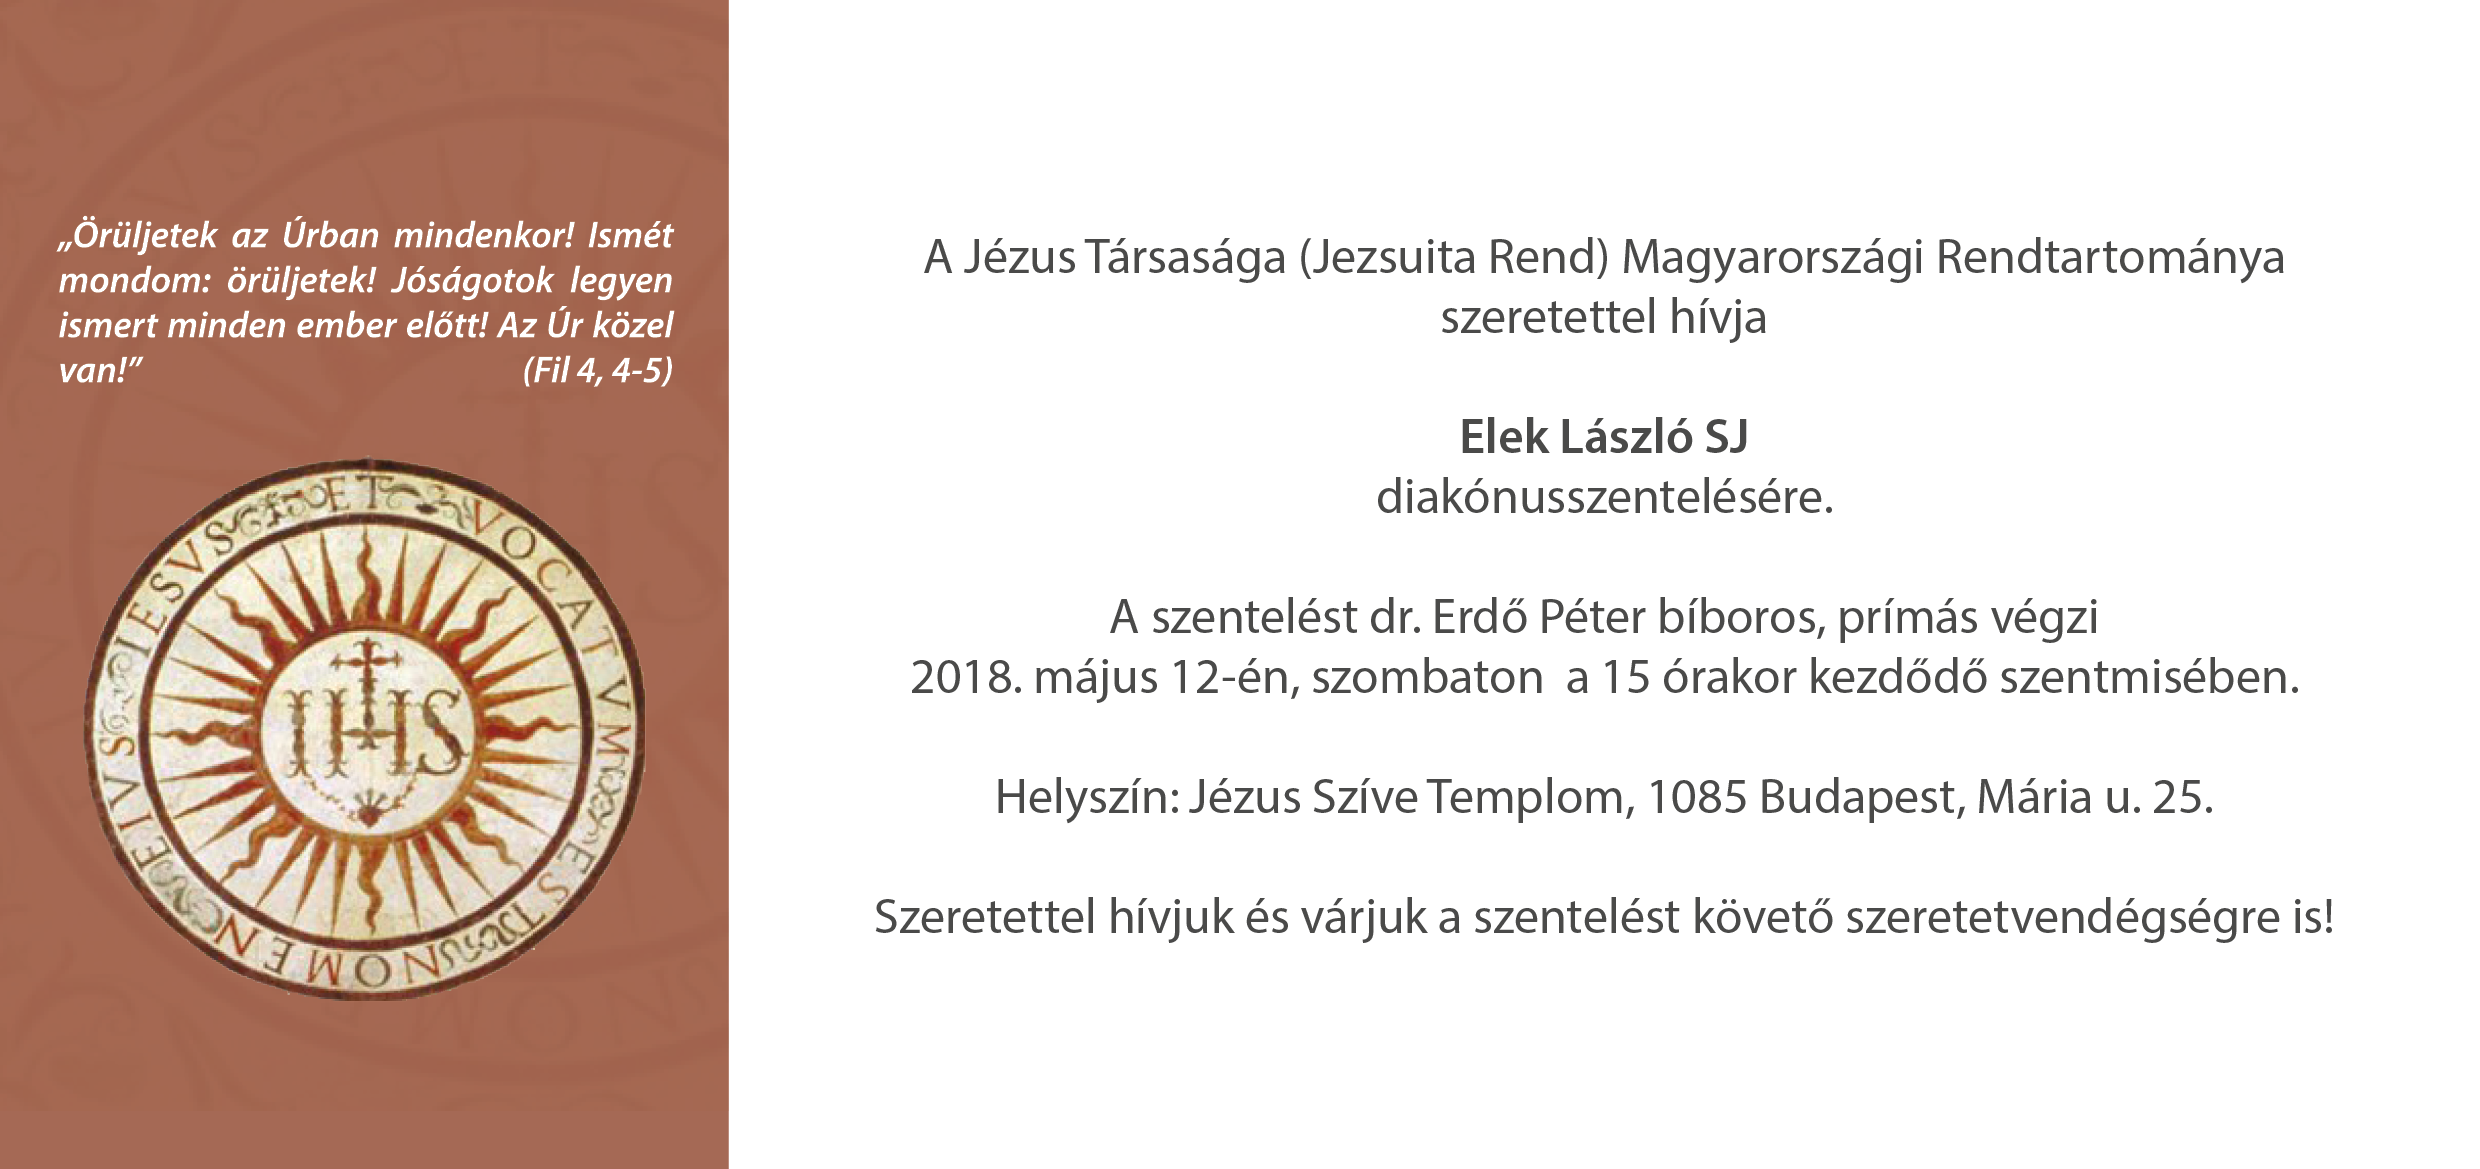 „Örüljetek az Úrban mindenkor! Ismét
mondom: örüljetek! Jóságotok legyen
ismert minden ember előtt! Az Úr közel
van!” (Fil 4, 4-5)
ET VOCATVM EST NOMEN EIVS IESVS
IHS
A Jézus Társasága (Jezsuita Rend) Magyarországi Rendtartománya
szeretettel hívja
Elek László SJ
diakónusszentelésére.
A szentelést dr. Erdő Péter bíboros, prímás végzi
2018. május 12-én, szombaton  a 15 órakor kezdődő szentmisében.
Helyszín: Jézus Szíve Templom, 1085 Budapest, Mária u. 25.
Szeretettel hívjuk és várjuk a szentelést követő szeretetvendégségre is!